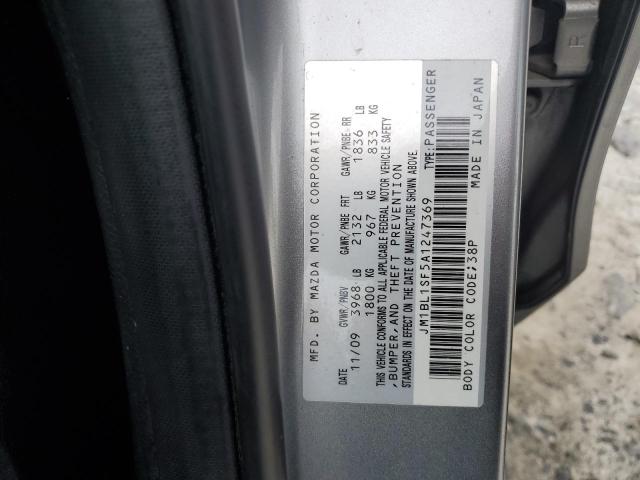 MFD. BY MAZDA MOTOR CORPORATION
DATE GVWR/PNBV GAWR/PNBE FRT GAWR/PNBE RR
11/09 3968 LB 2132 LB 1836 LB
1800 KG 967 KG 833 KG
THIS VEHICLE CONFORMS TO ALL APPLICABLE FEDERAL MOTOR VEHICLE SAFETY
,BUMPER,AND THEFT PREVENTION
STANDARDS IN EFFECT ON THE DATE OF MANUFACTURE SHOWN ABOVE.
JM1BL1SF5A1247369 TYPE:PASSENGER
BODY COLOR CODE:38P MADE IN JAPAN